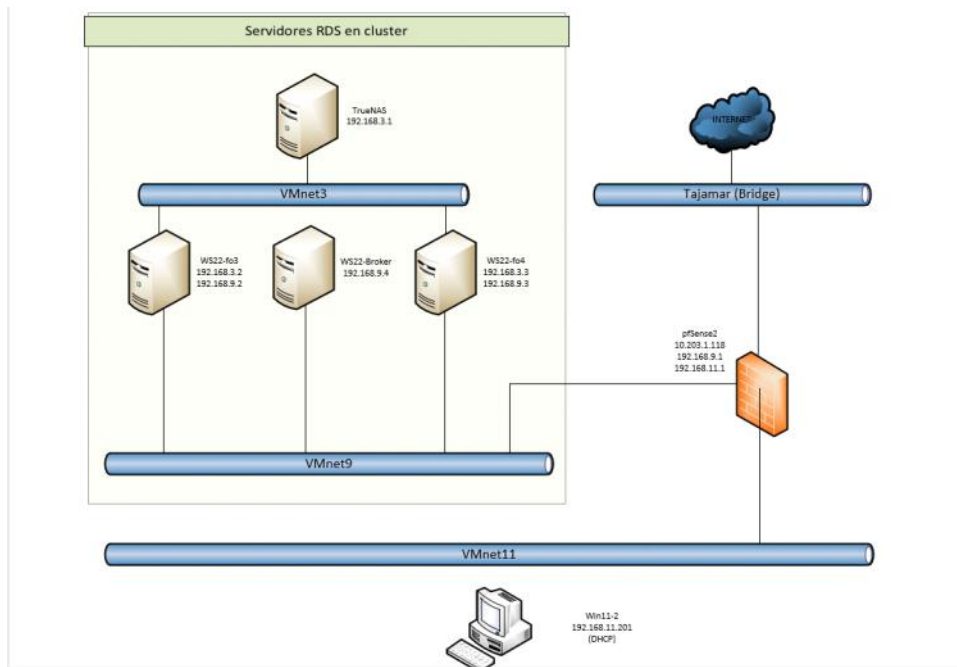 Servidores RDS en cluster
TrueNAS
192.168.3.1
INTERNET
VMnet3
Tajamar (Bridge)
WS22-fo3
192.168.3.2
192.168.9.2
WS22-Broker
192.168.9.4
WS22-fo4
192.168.3.3
192.168.9.3
pfSense2
10.203.1.118
192.168.9.1
192.168.11.1
VMnet9
VMnet11
Win11-2
192.168.11.201
(DHCP)